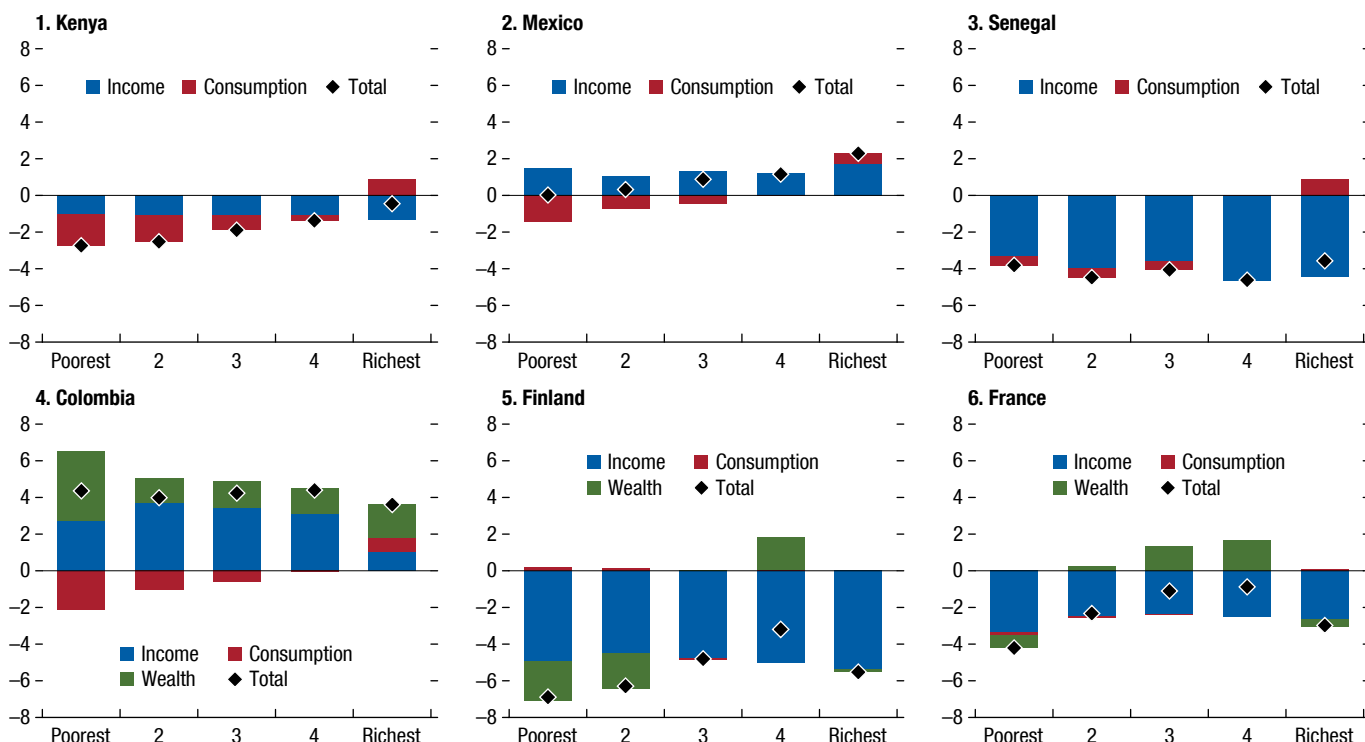 1. Kenya
8
6
4
2
0
–2
–4
–6
–8
Income Consumption Total
Poorest 2 3 4 Richest
2. Mexico
8
6
4
2
0
–2
–4
–6
–8
Income Consumption Total
Poorest 2 3 4 Richest
3. Senegal
8
6
4
2
0
–2
–4
–6
–8
Income Consumption Total
Poorest 2 3 4 Richest
4. Colombia
8
6
4
2
0
–2
–4
–6
–8
Income Consumption
Wealth Total
Poorest 2 3 4 Richest
5. Finland
8
6
4
2
0
–2
–4
–6
–8
Income Consumption
Wealth Total
Poorest 2 3 4 Richest
6. France
8
6
4
2
0
–2
–4
–6
–8
Income Consumption
Wealth Total
Poorest 2 3 4 Richest